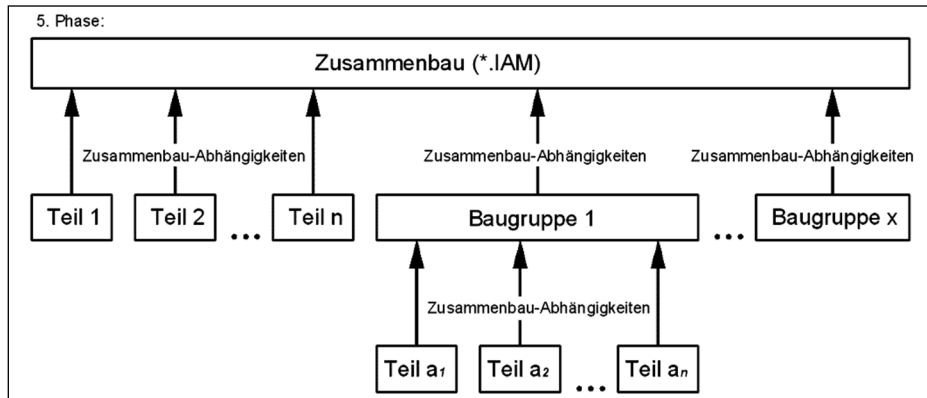 5. Phase:
Zusammenbau (*.IAM)
Zusammenbau-Abhängigkeiten
Zusammenbau-Abhängigkeiten
Zusammenbau-Abhängigkeiten
Teil 1
Teil 2
...
Teil n
Baugruppe 1
...
Baugruppe x
Zusammenbau-Abhängigkeiten
Teil a1
Teil a2
...
Teil an